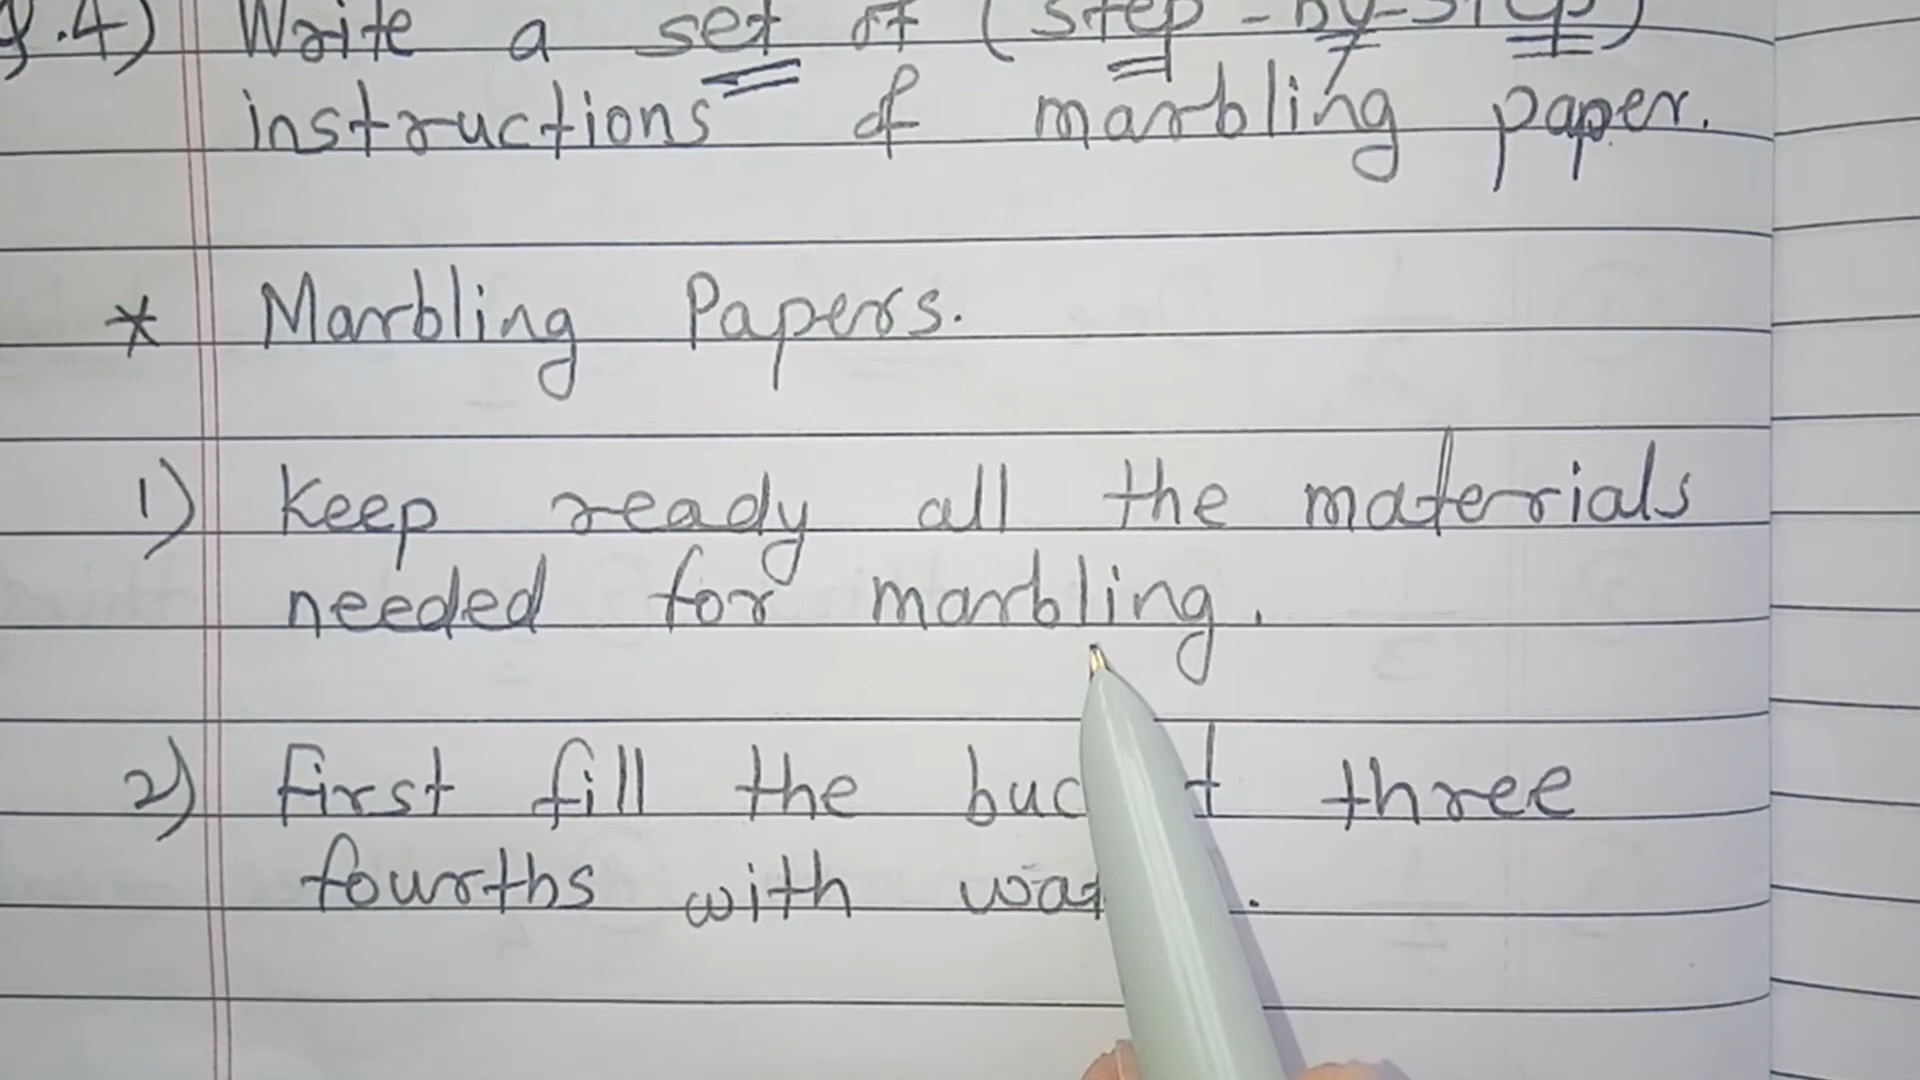 Q.4) Write a set of (step-by-step)
instructions of marbling paper.
* Marbling Papers.
1) Keep ready all the materials
needed for marbling.
2) First fill the three
fourths with .